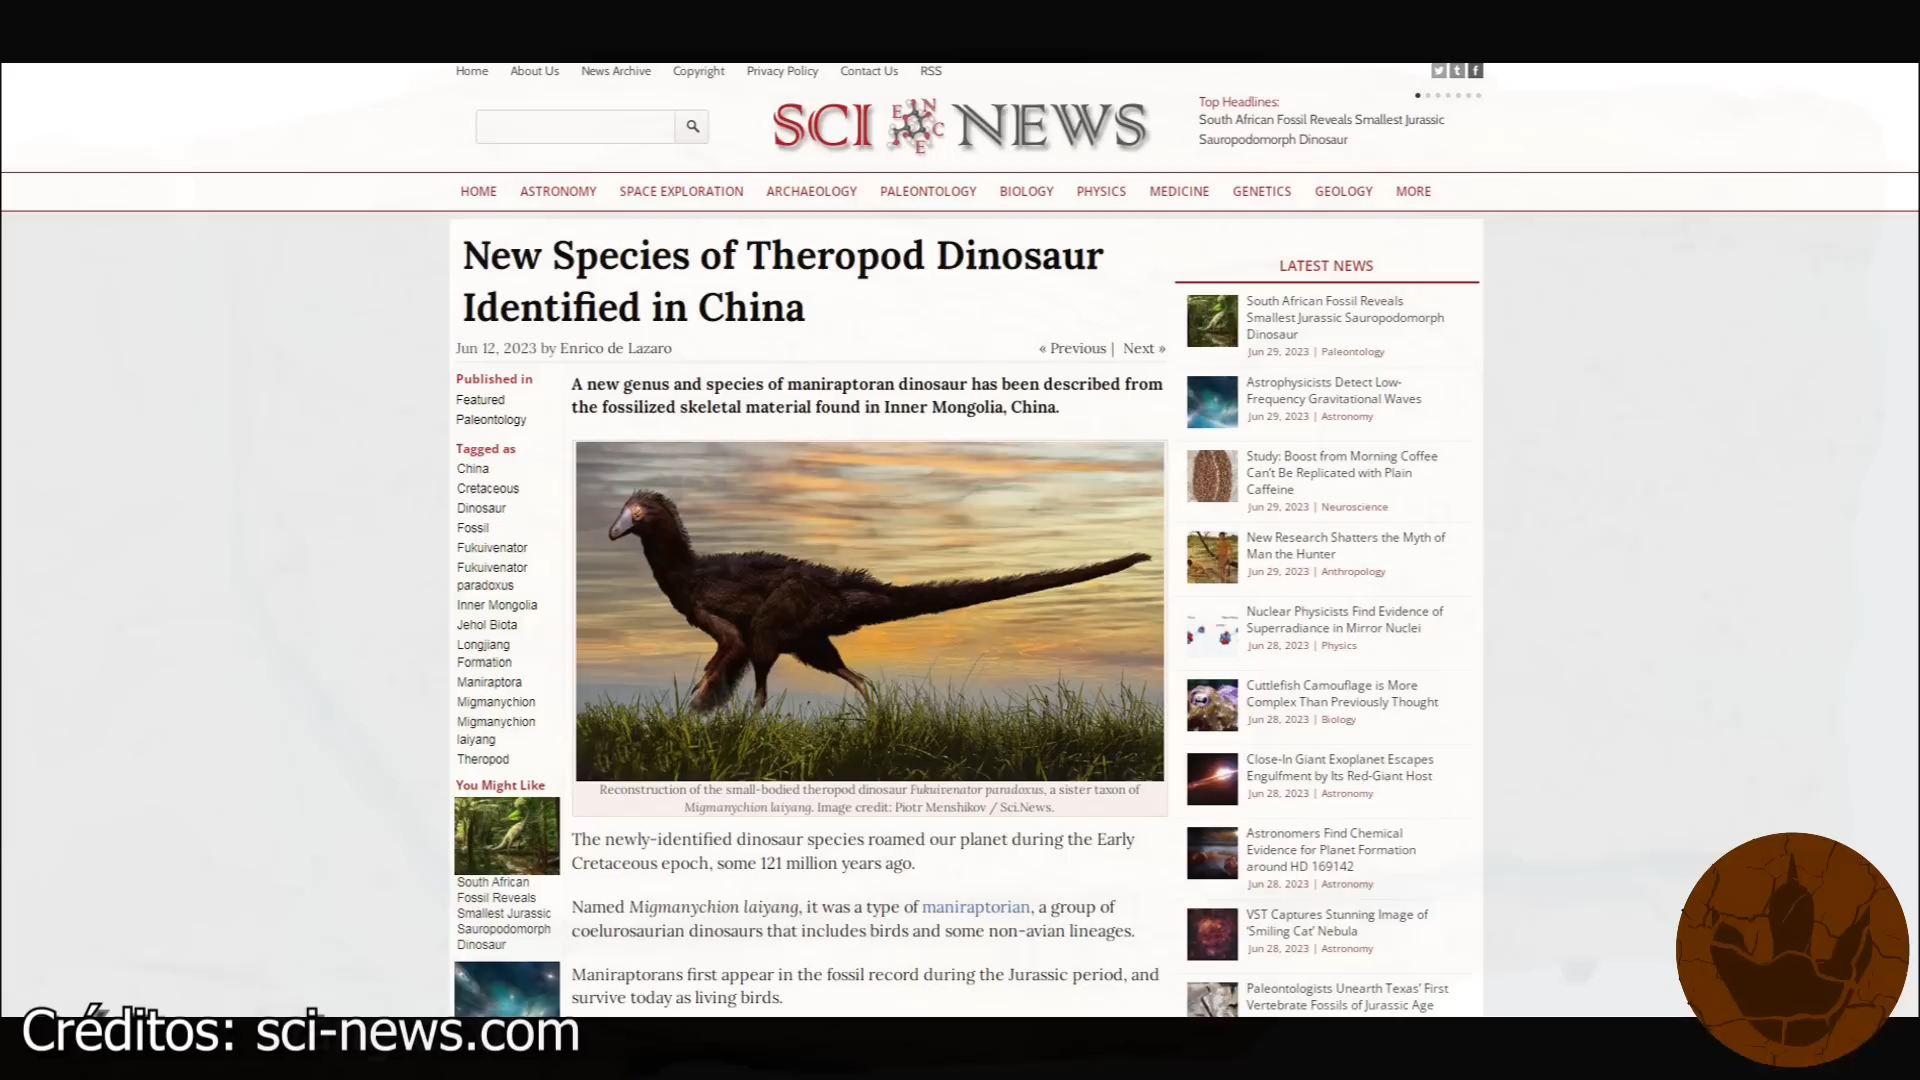 Home About Us News Archive Copyright Privacy Policy Contact Us RSS
SCI NEWS
Top Headlines:
South African Fossil Reveals Smallest Jurassic
Sauropodomorph Dinosaur
HOME ASTRONOMY SPACE EXPLORATION ARCHAEOLOGY PALEONTOLOGY BIOLOGY PHYSICS MEDICINE GENETICS GEOLOGY MORE
New Species of Theropod Dinosaur
Identified in China
Jun 12, 2023 by Enrico de Lazaro
« Previous | Next »
Published in
Featured
Paleontology
Tagged as
China
Cretaceous
Dinosaur
Fossil
Fukuivenator
Fukuivenator
paradoxus
Inner Mongolia
Jehol Biota
Longjiang
Formation
Maniraptora
Migmanychion
Migmanychion
laiyang
Theropod
You Might Like
South African
Fossil Reveals
Smallest Jurassic
Sauropodomorph
Dinosaur
A new genus and species of maniraptoran dinosaur has been described from
the fossilized skeletal material found in Inner Mongolia, China.
Reconstruction of the small-bodied theropod dinosaur Fukuivenator paradoxus, a sister taxon of
Migmanychion laiyang. Image credit: Piotr Menshikov / Sci.News.
The newly-identified dinosaur species roamed our planet during the Early
Cretaceous epoch, some 121 million years ago.
Named Migmanychion laiyang, it was a type of maniraptorian, a group of
coelurosaurian dinosaurs that includes birds and some non-avian lineages.
Maniraptorans first appear in the fossil record during the Jurassic period, and
survive today as living birds.
LATEST NEWS
South African Fossil Reveals
Smallest Jurassic Sauropodomorph
Dinosaur
Jun 29, 2023 | Paleontology
Astrophysicists Detect Low-
Frequency Gravitational Waves
Jun 29, 2023 | Astronomy
Study: Boost from Morning Coffee
Can't Be Replicated with Plain
Caffeine
Jun 29, 2023 | Neuroscience
New Research Shatters the Myth of
Man the Hunter
Jun 29, 2023 | Anthropology
Nuclear Physicists Find Evidence of
Superradiance in Mirror Nuclei
Jun 28, 2023 | Physics
Cuttlefish Camouflage is More
Complex Than Previously Thought
Jun 28, 2023 | Biology
Close-In Giant Exoplanet Escapes
Engulfment by Its Red-Giant Host
Jun 28, 2023 | Astronomy
Astronomers Find Chemical
Evidence for Planet Formation
around HD 169142
Jun 28, 2023 | Astronomy
VST Captures Stunning Image of
'Smiling Cat' Nebula
Jun 28, 2023 | Astronomy
Paleontologists Unearth Texas' First
Vertebrate Fossils of Jurassic Age
Créditos: sci-news.com